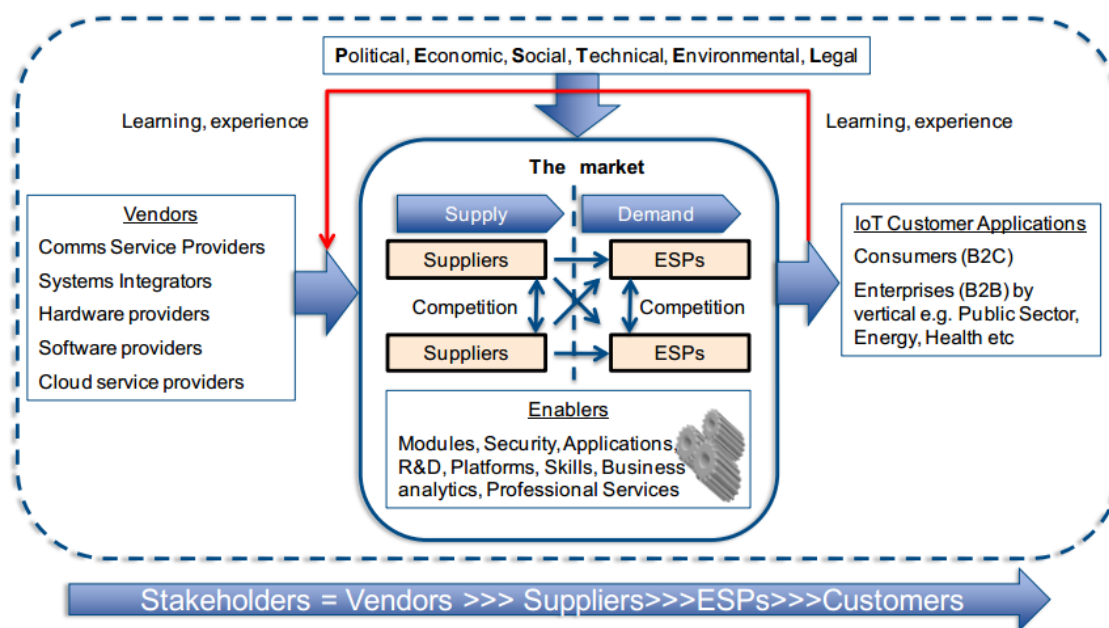 Political, Economic, Social, Technical, Environmental, Legal
Learning, experience
Learning, experience
The market
Vendors
Comms Service Providers
Systems Integrators
Hardware providers
Software providers
Cloud service providers
Supply
Demand
Suppliers
ESPs
Competition
Competition
Suppliers
ESPs
Enablers
Modules, Security, Applications,
R&D, Platforms, Skills, Business
analytics, Professional Services
IoT Customer Applications
Consumers (B2C)
Enterprises (B2B) by
vertical e.g. Public Sector,
Energy, Health etc
Stakeholders = Vendors >>> Suppliers>>>ESPs>>>Customers